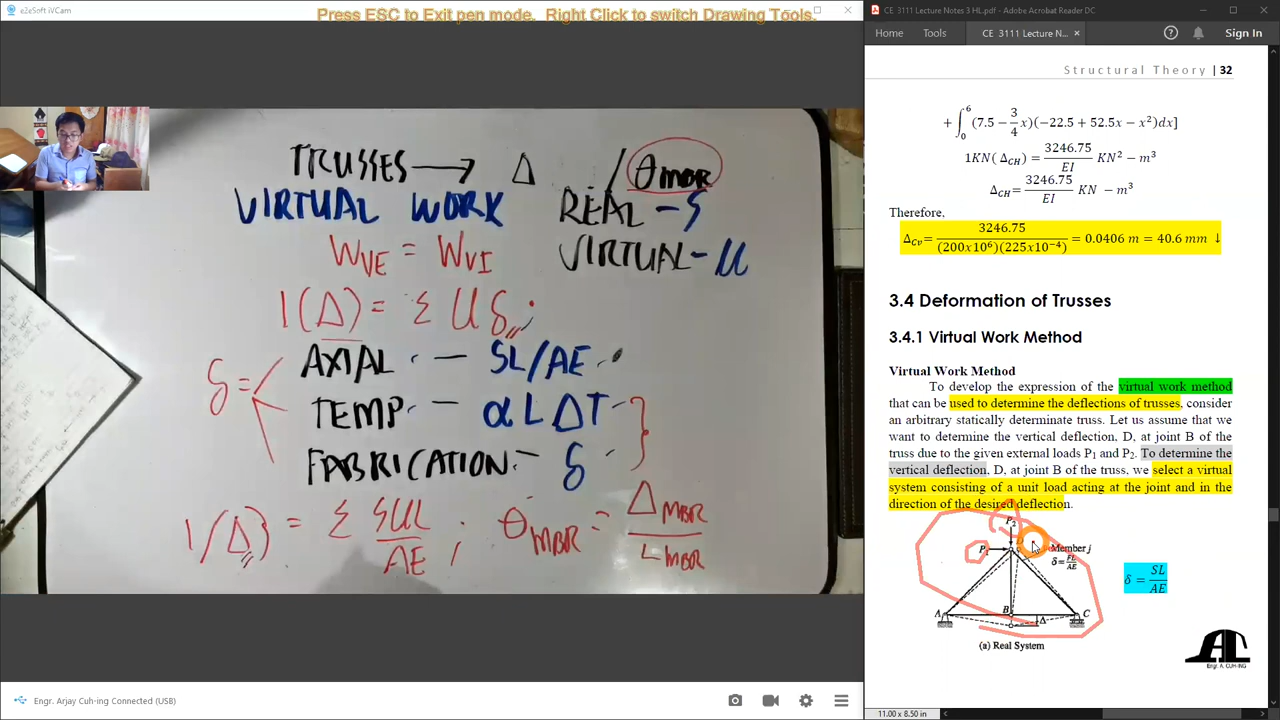 e2eSoft iVCam
Press ESC to Exit pen mode. Right Click to switch Drawing Tools.
TRUSSES → Δ / θMBR
VIRTUAL WORK REAL - S
VIRTUAL - U
WVE = WVI
1(Δ) = Σ U δ ;
δ =
AXIAL - SL/AE
TEMP - αLΔT
FABRICATION - δ
1(Δ) = Σ SUL/AE ; θMBR = ΔMBR/LMBR
Engr. Arjay Cuh-ing Connected (USB)
CE 3111 Lecture Notes 3 HL.pdf - Adobe Acrobat Reader DC
Home Tools CE 3111 Lecture N... × Sign In
Structural Theory | 32
+ ∫₀⁶ (7.5 − 3/4 x)(−22.5 + 52.5x − x²)dx]
1KN(ΔCH) = 3246.75/EI KN² − m³
ΔCH= 3246.75/EI KN − m³
Therefore,
ΔCv= 3246.75/(200x10⁶)(225x10⁻⁴) = 0.0406 m = 40.6 mm ↓
3.4 Deformation of Trusses
3.4.1 Virtual Work Method
Virtual Work Method
To develop the expression of the virtual work method
that can be used to determine the deflections of trusses, consider
an arbitrary statically determinate truss. Let us assume that we
want to determine the vertical deflection, D, at joint B of the
truss due to the given external loads P₁ and P₂. To determine the
vertical deflection, D, at joint B of the truss, we select a virtual
system consisting of a unit load acting at the joint and in the
direction of the desired deflection.
P₂
D
P₁
Member j
δ= FL/AE
δ = SL/AE
A B C
Δ
(a) Real System
Engr. A. CUH-ING
11.00 x 8.50 in